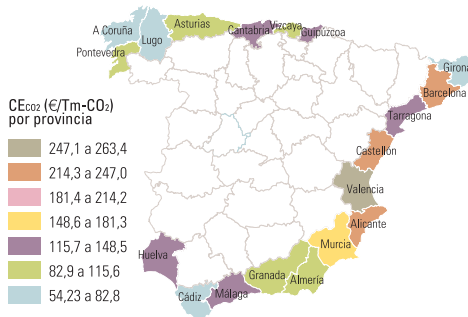 A Coruña
Lugo
Asturias
Cantabria
Vizcaya
Guipúzcoa
Pontevedra
Girona
Barcelona
Tarragona
Castellón
Valencia
Alicante
Murcia
Huelva
Cádiz
Málaga
Granada
Almería
CEco2 (€/Tm-CO2)
por provincia
247,1 a 263,4
214,3 a 247,0
181,4 a 214,2
148,6 a 181,3
115,7 a 148,5
82,9 a 115,6
54,23 a 82,8